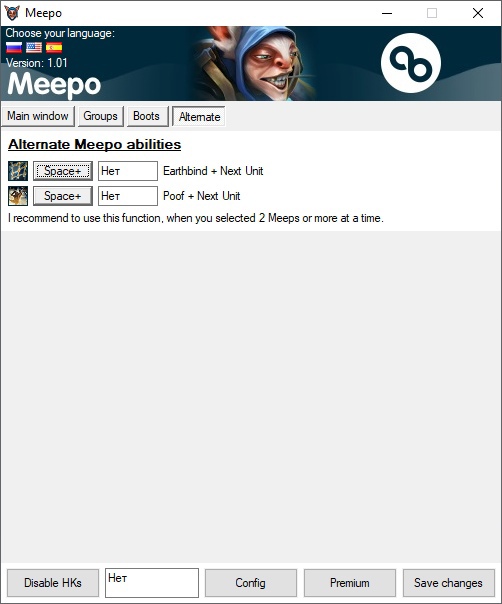 Meepo
Choose your language:
Version: 1.01
Meepo
Main window Groups Boots Alternate
Alternate Meepo abilities
Space+ Нет Earthbind + Next Unit
Space+ Нет Poof + Next Unit
I recommend to use this function, when you selected 2 Meeps or more at a time.
Disable HKs Нет Config Premium Save changes